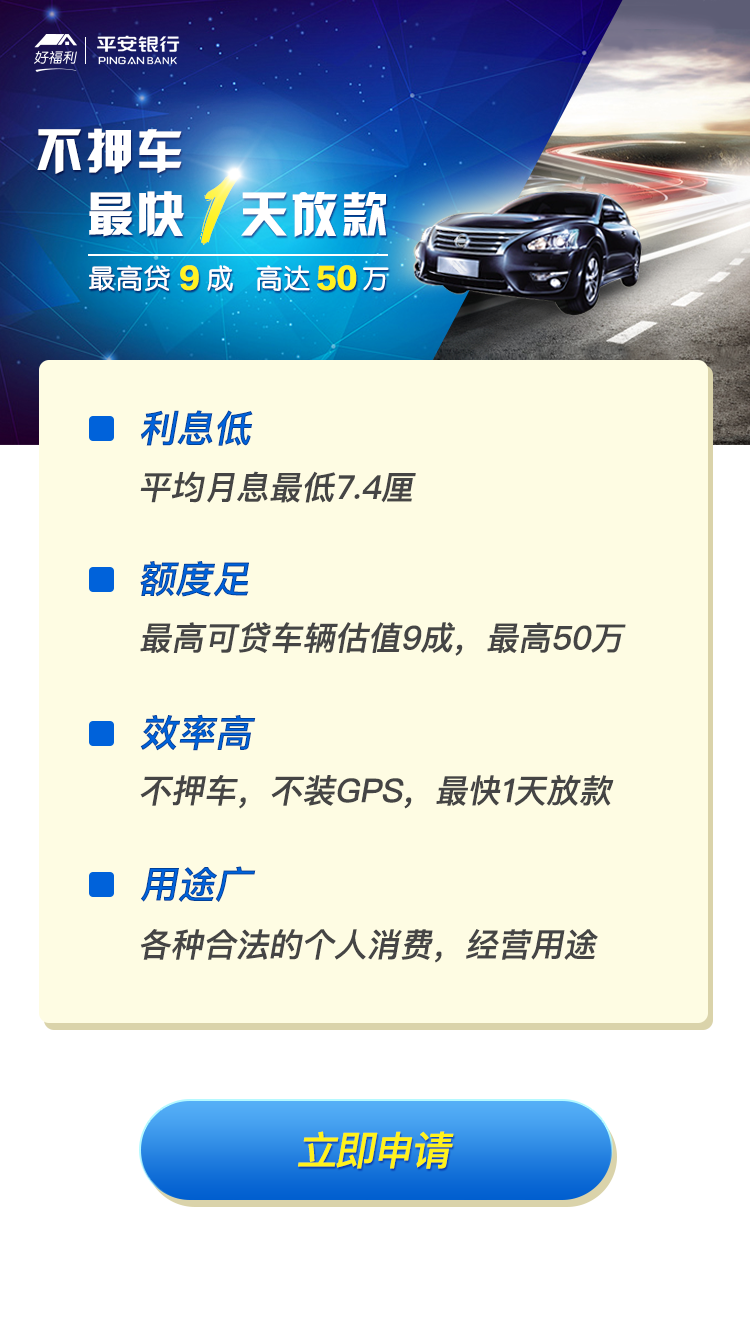 好福利 平安银行
PING AN BANK
不押车
最快1天放款
最高贷9成 高达50万
利息低
平均月息最低7.4厘
额度足
最高可贷车辆估值9成，最高50万
效率高
不押车，不装GPS，最快1天放款
用途广
各种合法的个人消费，经营用途
立即申请